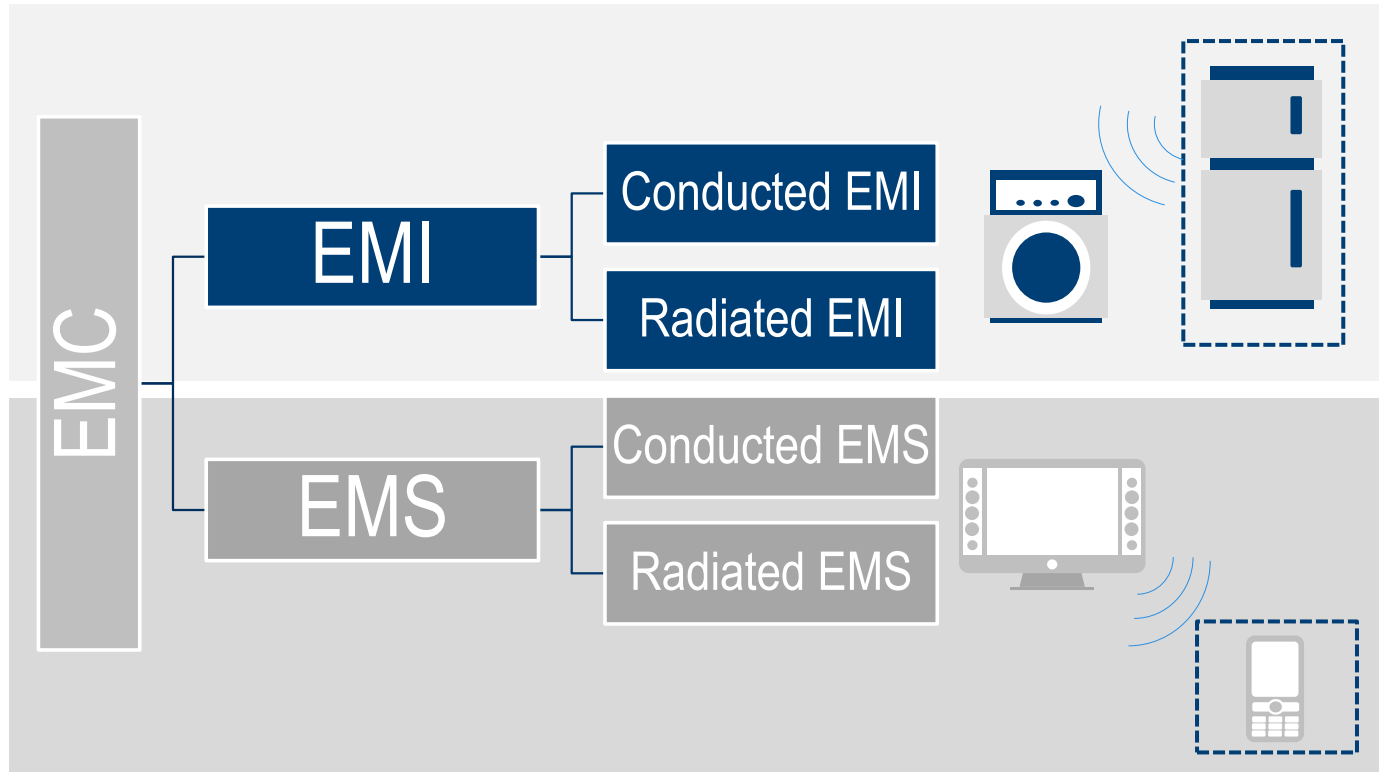 EMC
EMI
Conducted EMI
Radiated EMI
EMS
Conducted EMS
Radiated EMS